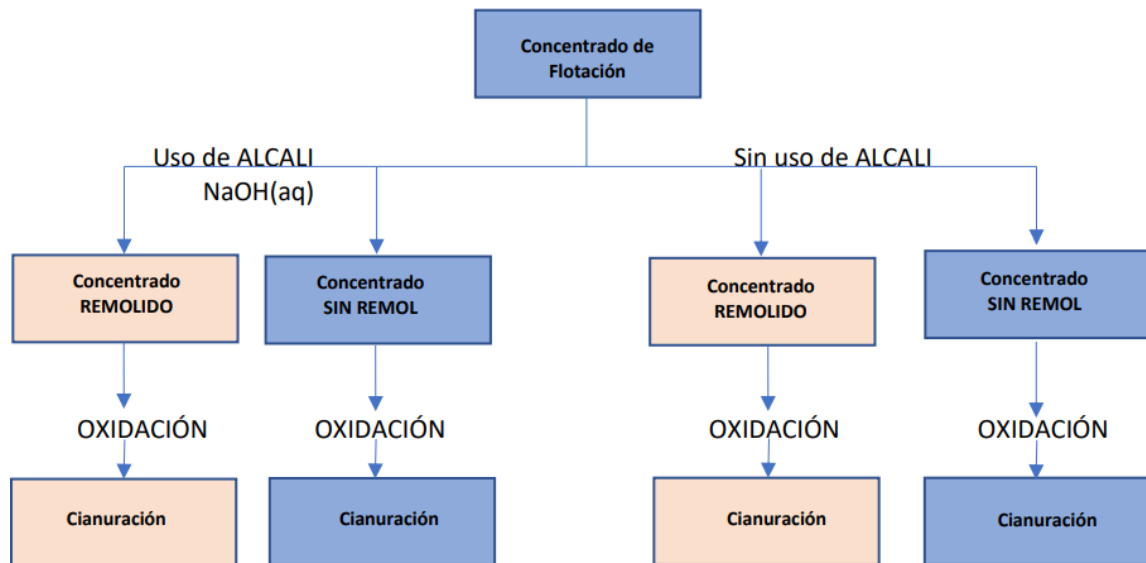 Concentrado de
Flotación
Uso de ALCALI
NaOH(aq)
Sin uso de ALCALI
Concentrado
REMOLIDO
Concentrado
SIN REMOL
Concentrado
REMOLIDO
Concentrado
SIN REMOL
OXIDACIÓN
OXIDACIÓN
OXIDACIÓN
OXIDACIÓN
Cianuración
Cianuración
Cianuración
Cianuración